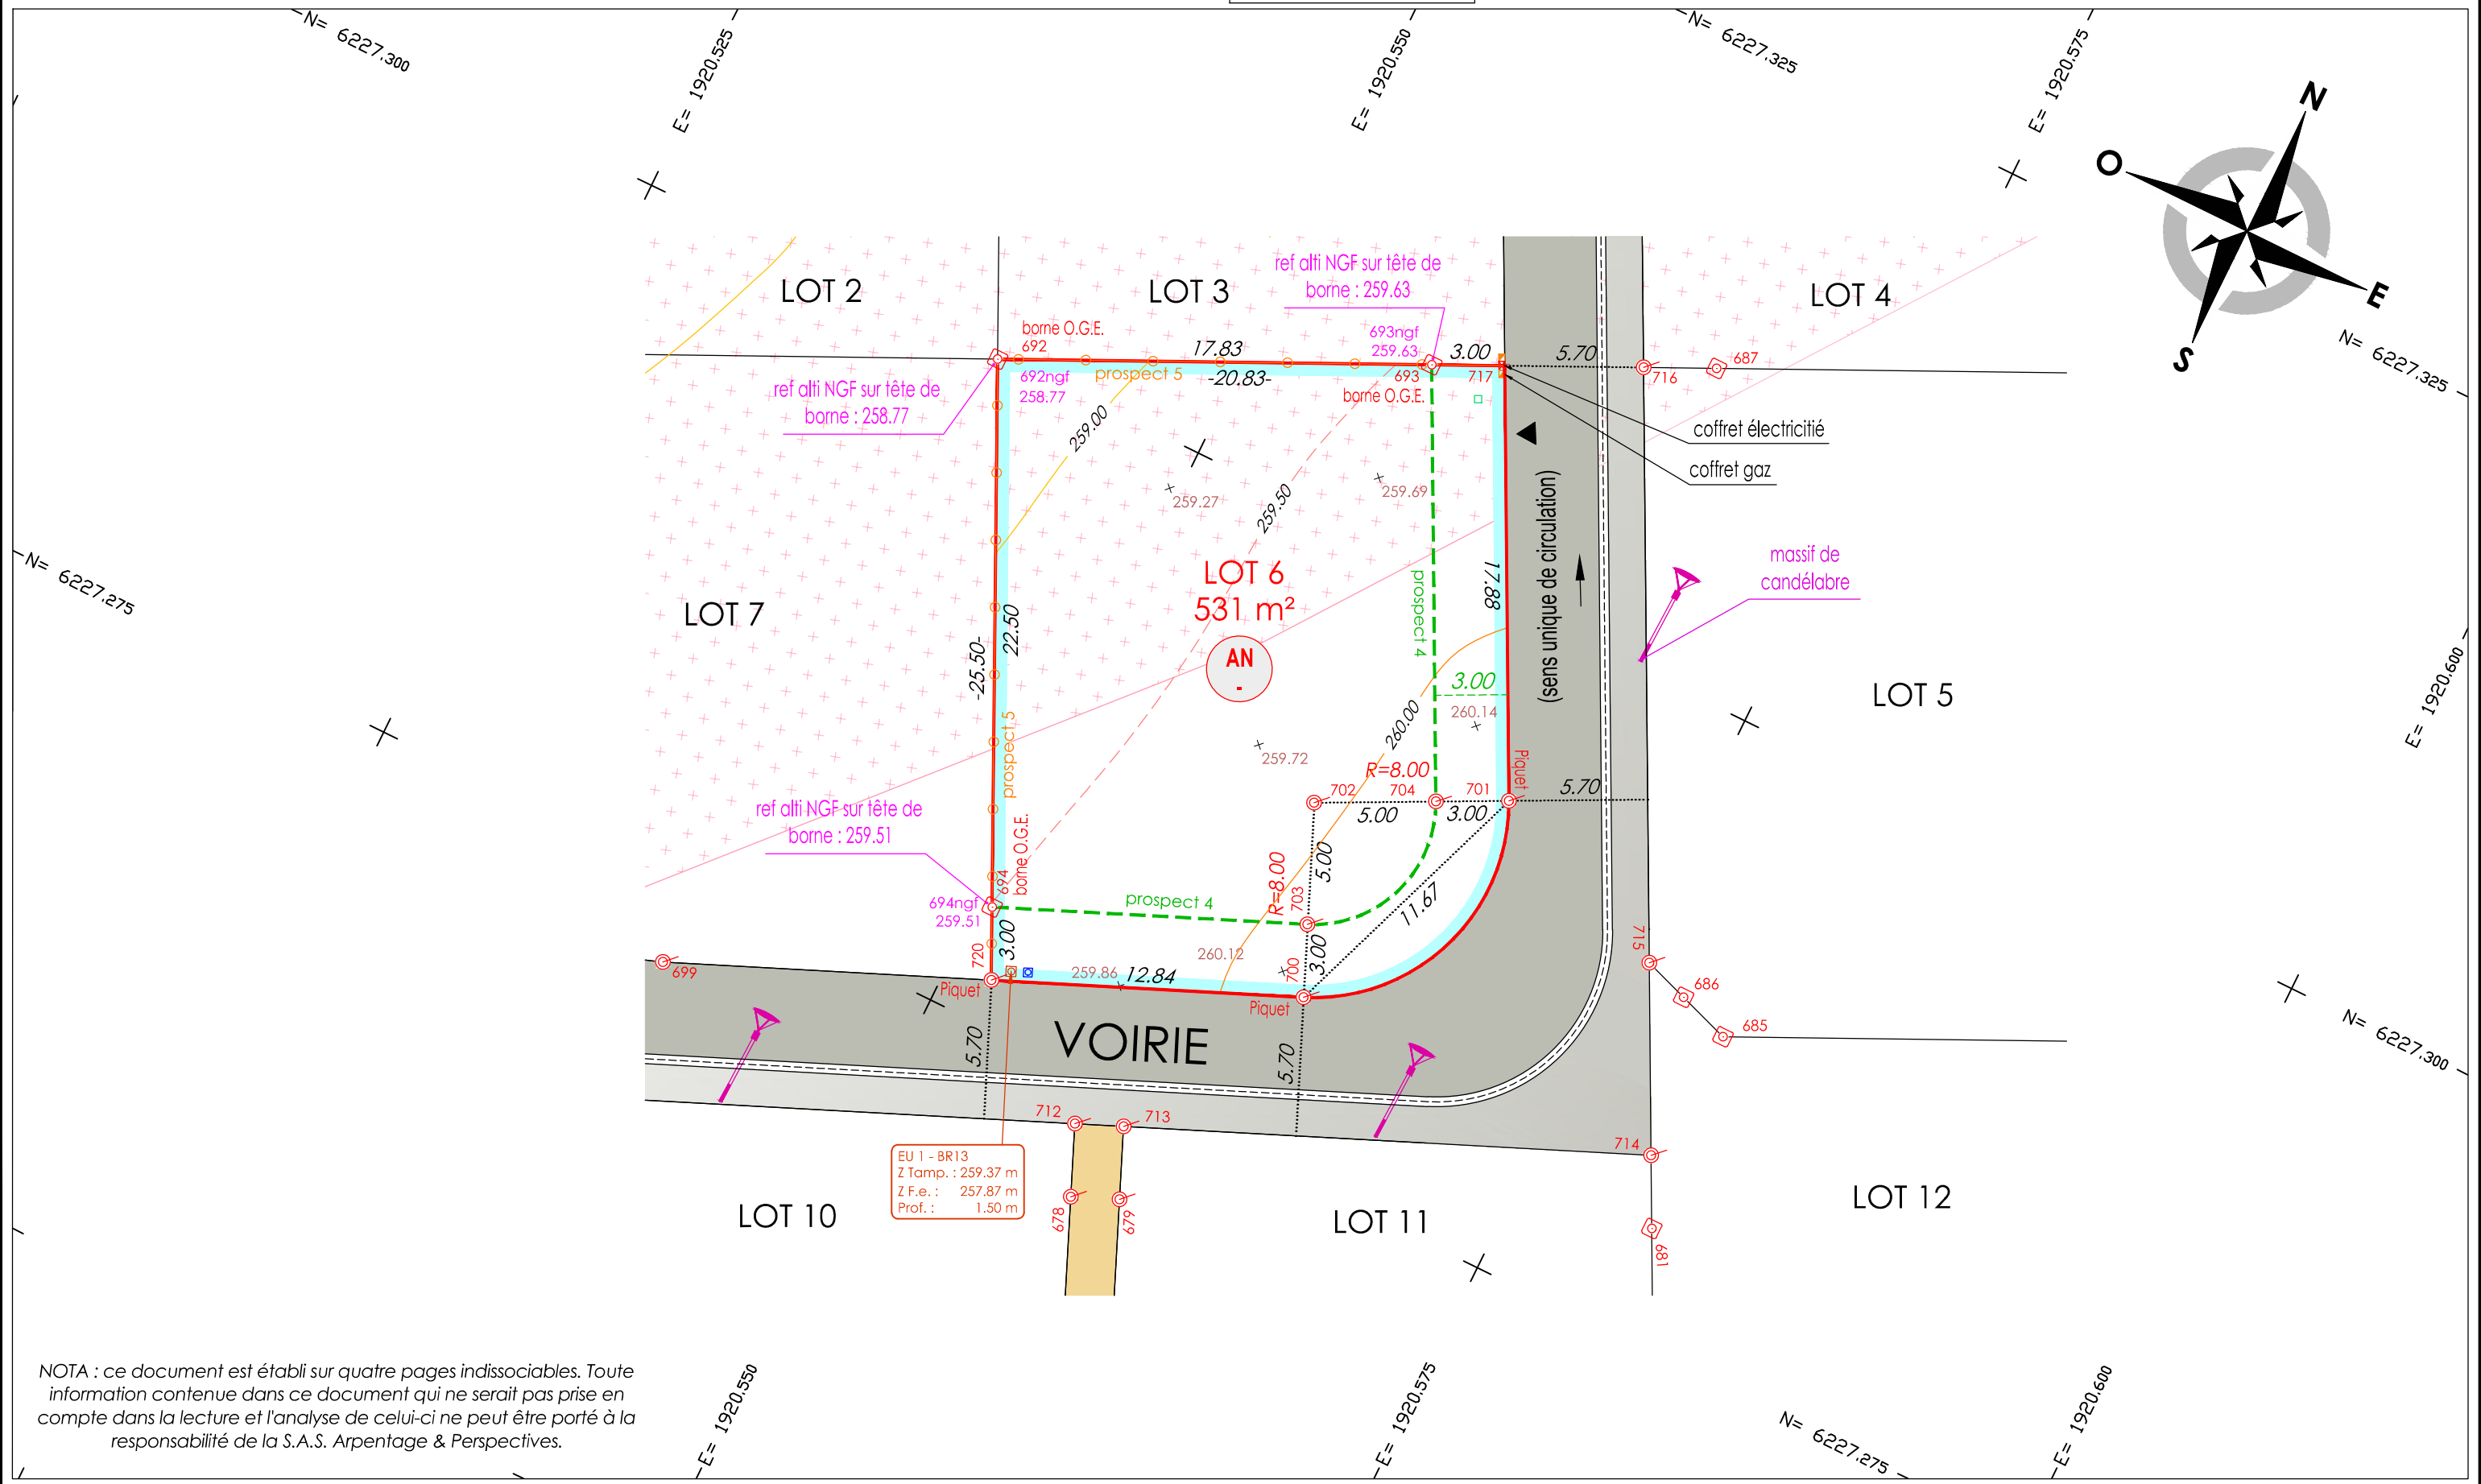 N= 6227.300
E= 1920.525
E= 1920.550
N= 6227.325
E= 1920.575
N
O
E
S
N= 6227.325
LOT 2
LOT 3
ref alti NGF sur tête de
borne : 259.63
LOT 4
borne O.G.E.
692
17.83
693ngf
259.63
3.00
5.70
687
716
692ngf
258.77
prospect 5
-20.83-
693
717
borne O.G.E.
ref alti NGF sur tête de
borne : 258.77
259.00
coffret électricitié
coffret gaz
259.27
259.69
259.50
(sens unique de circulation)
N= 6227.275
LOT 6
531 m²
AN
-
LOT 7
massif de
candélabre
17.88
prospect 4
-25.50-
22.50
3.00
260.14
260.00
LOT 5
E= 1920.600
prospect 5
259.72
Piquet
R=8.00
702
704
701
5.00
3.00
5.70
ref alti NGF sur tête de
borne : 259.51
borne O.G.E.
694
5.00
R=8.00
703
11.67
prospect 4
694ngf
259.51
720
3.00
260.12
3.00
700
715
699
259.86
12.84
Piquet
Piquet
686
685
N= 6227.300
VOIRIE
5.70
5.70
712
713
714
EU 1 - BR13
Z Tamp. : 259.37 m
Z F.e. : 257.87 m
Prof. : 1.50 m
678
679
LOT 10
LOT 11
LOT 12
681
NOTA : ce document est établi sur quatre pages indissociables. Toute
information contenue dans ce document qui ne serait pas prise en
compte dans la lecture et l'analyse de celui-ci ne peut être porté à la
responsabilité de la S.A.S. Arpentage & Perspectives.
E= 1920.550
E= 1920.575
N= 6227.275
E= 1920.600